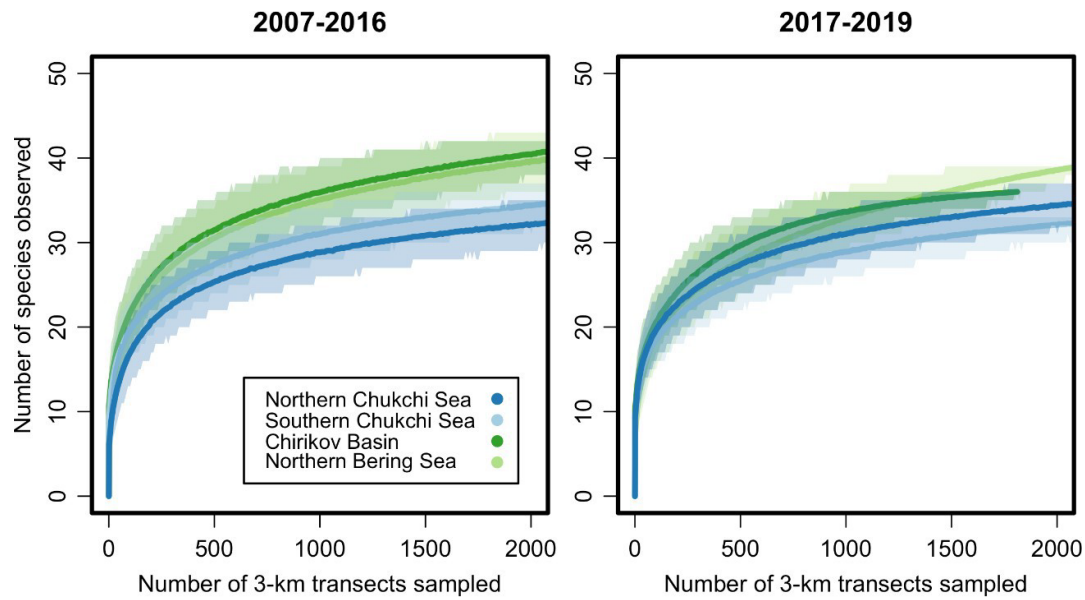 2007-2016
50
40
30
20
10
0
Number of species observed
Northern Chukchi Sea
Southern Chukchi Sea
Chirikov Basin
Northern Bering Sea
0 500 1000 1500 2000
Number of 3-km transects sampled
2017-2019
50
40
30
20
10
0
0 500 1000 1500 2000
Number of 3-km transects sampled